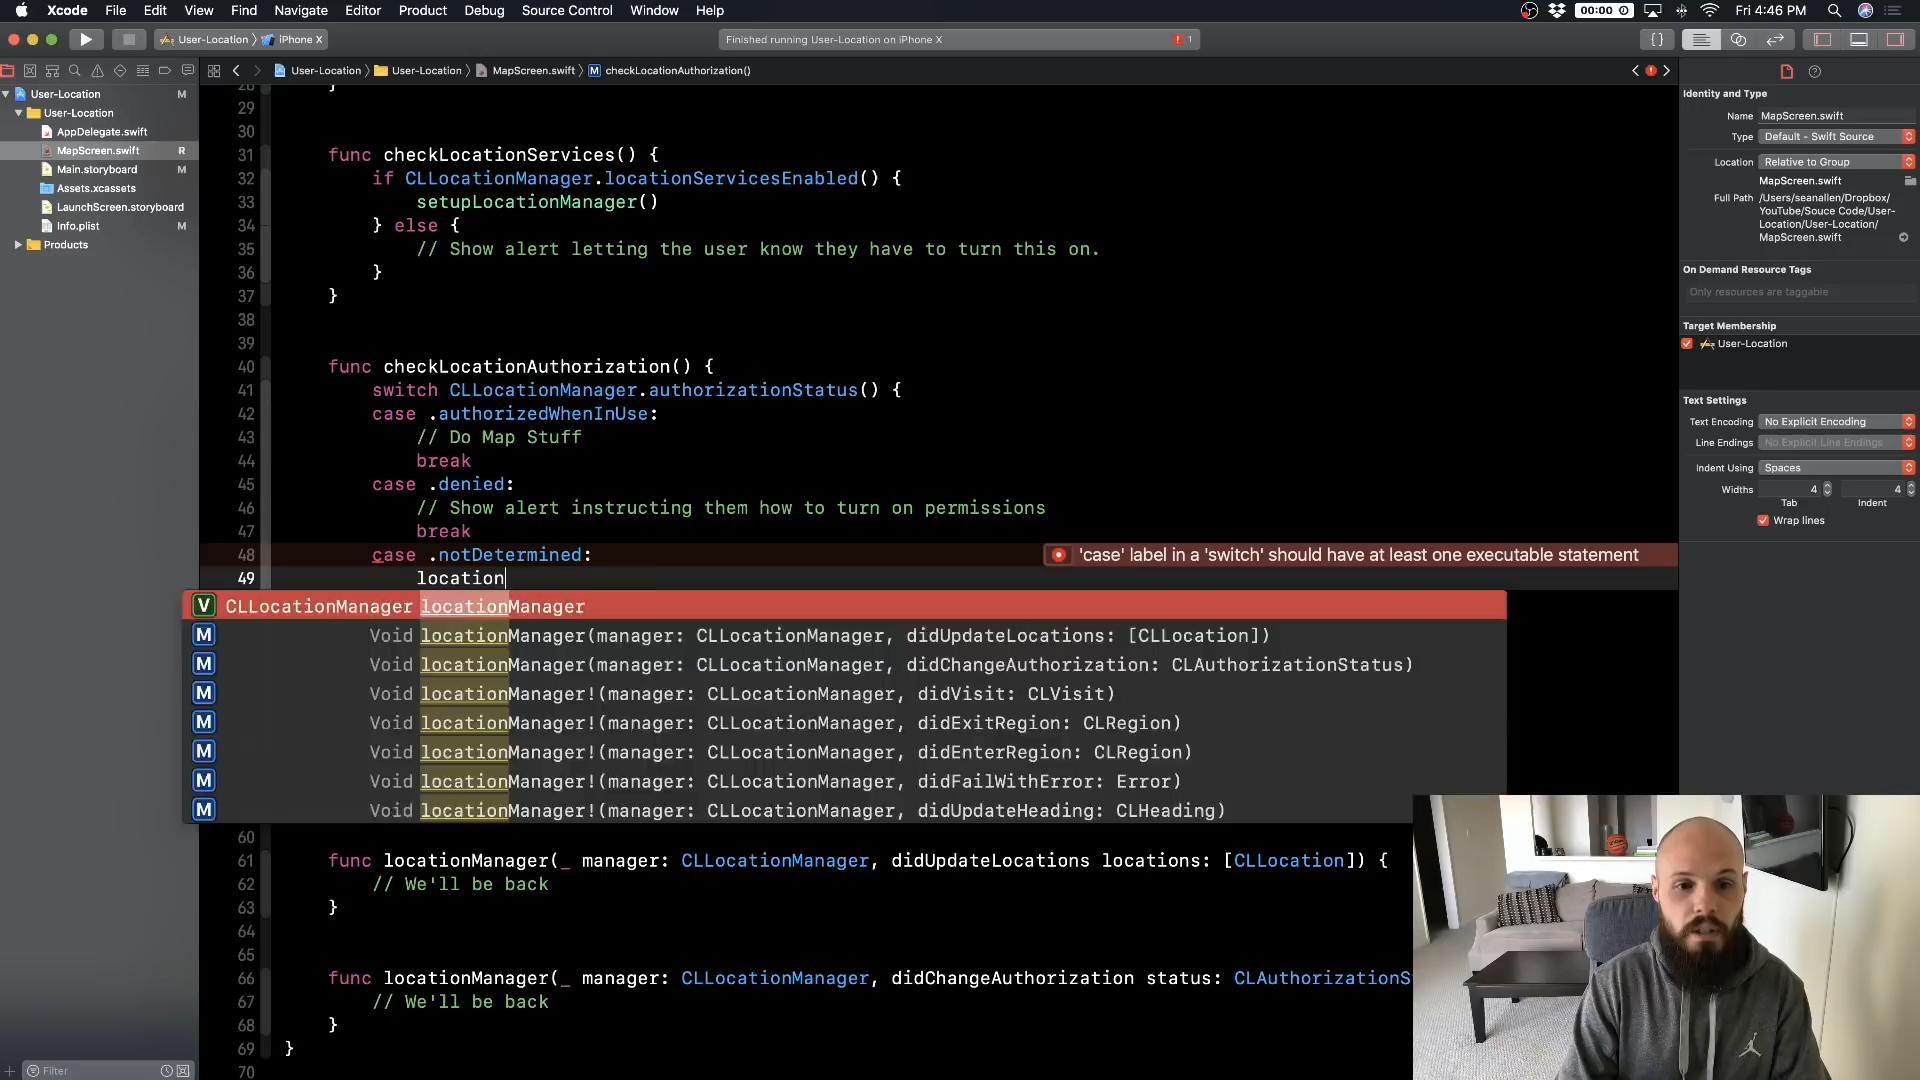 Xcode File Edit View Find Navigate Editor Product Debug Source Control Window Help
00:00 Fri 4:46 PM
User-Location iPhone X
Finished running User-Location on iPhone X 1
User-Location User-Location MapScreen.swift M checkLocationAuthorization()
User-Location M
User-Location
AppDelegate.swift
MapScreen.swift R
Main.storyboard M
Assets.xcassets
LaunchScreen.storyboard
Info.plist M
Products
Filter
28 }
29
30
31 func checkLocationServices() {
32 if CLLocationManager.locationServicesEnabled() {
33 setupLocationManager()
34 } else {
35 // Show alert letting the user know they have to turn this on.
36 }
37 }
38
39
40 func checkLocationAuthorization() {
41 switch CLLocationManager.authorizationStatus() {
42 case .authorizedWhenInUse:
43 // Do Map Stuff
44 break
45 case .denied:
46 // Show alert instructing them how to turn on permissions
47 break
48 case .notDetermined: 'case' label in a 'switch' should have at least one executable statement
49 location
V CLLocationManager locationManager
M Void locationManager(manager: CLLocationManager, didUpdateLocations: [CLLocation])
M Void locationManager(manager: CLLocationManager, didChangeAuthorization: CLAuthorizationStatus)
M Void locationManager!(manager: CLLocationManager, didVisit: CLVisit)
M Void locationManager!(manager: CLLocationManager, didExitRegion: CLRegion)
M Void locationManager!(manager: CLLocationManager, didEnterRegion: CLRegion)
M Void locationManager!(manager: CLLocationManager, didFailWithError: Error)
M Void locationManager!(manager: CLLocationManager, didUpdateHeading: CLHeading)
60
61 func locationManager(_ manager: CLLocationManager, didUpdateLocations locations: [CLLocation]) {
62 // We'll be back
63 }
64
65
66 func locationManager(_ manager: CLLocationManager, didChangeAuthorization status: CLAuthorizationS
67 // We'll be back
68 }
69 }
70
Identity and Type
Name MapScreen.swift
Type Default - Swift Source
Location Relative to Group
MapScreen.swift
Full Path /Users/seanallen/Dropbox/
YouTube/Souce Code/User-
Location/User-Location/
MapScreen.swift
On Demand Resource Tags
Only resources are taggable
Target Membership
User-Location
Text Settings
Text Encoding No Explicit Encoding
Line Endings No Explicit Line Endings
Indent Using Spaces
Widths 4 4
Tab Indent
Wrap lines